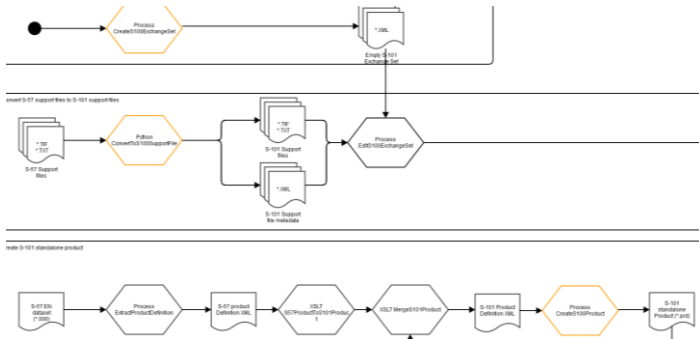 Process
CreateS100ExchangeSet
*.XML
Empty S-101
Exchange Set
onvert S-57 support files to S-101 support files
*.TIF
*.TXT
S-57 Support
files
Python
ConvertToS100SupportFile
*.TIF
*.TXT
S-101 Support
files
*.XML
S-101 Support
file metadata
Process
EditS100ExchangeSet
reate S-101 standalone product
S-57 EN
dataset
(*.000)
Process
ExtractProductDefinition
S-57 product
Definition XML
XSLT
S57ProductToS101Produc
t
XSLT MergeS101Product
S-101 Product
Definition XML
Process
CreateS100Product
S-101
standalone
Product (*.prd)